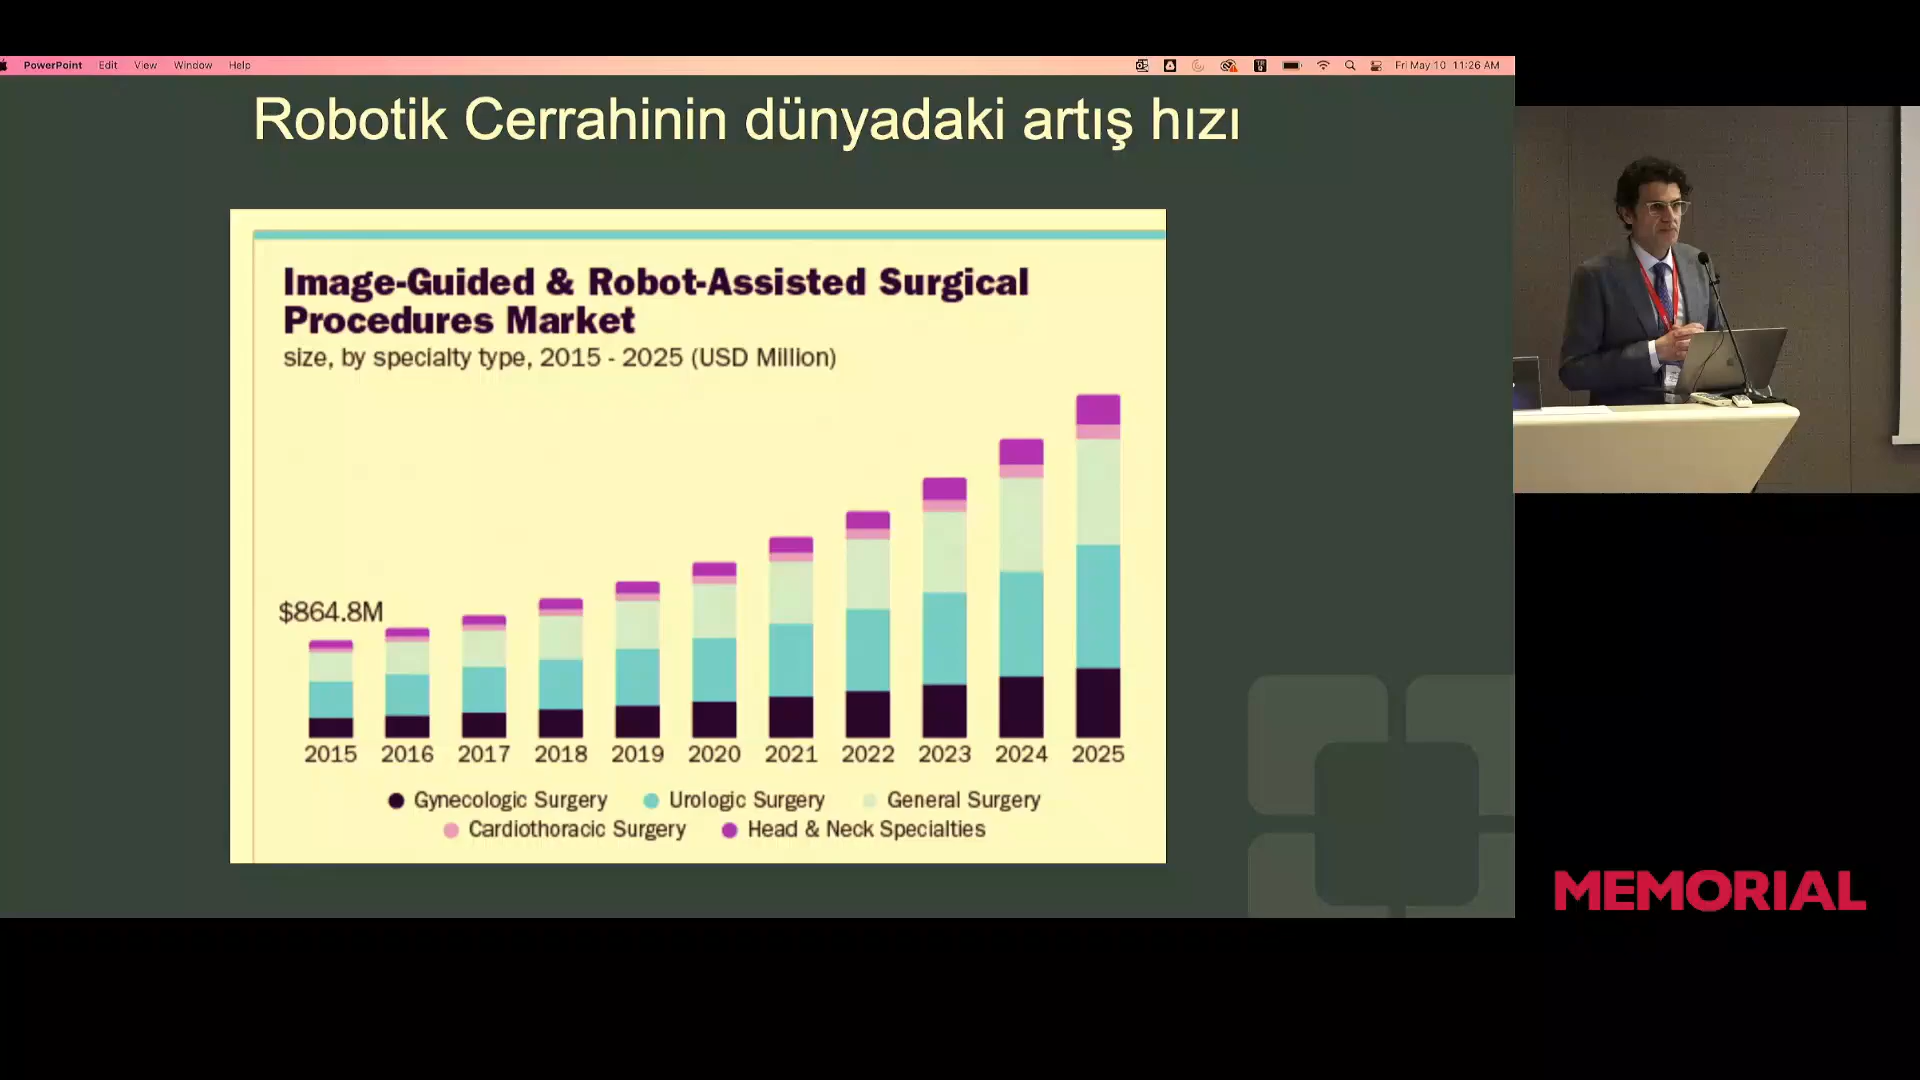 PowerPoint Edit View Window Help
Fri May 10 11:26 AM
Robotik Cerrahinin dünyadaki artış hızı
Image-Guided & Robot-Assisted Surgical
Procedures Market
size, by specialty type, 2015 - 2025 (USD Million)
$864.8M
2015 2016 2017 2018 2019 2020 2021 2022 2023 2024 2025
Gynecologic Surgery Urologic Surgery General Surgery
Cardiothoracic Surgery Head & Neck Specialties
MEMORIAL